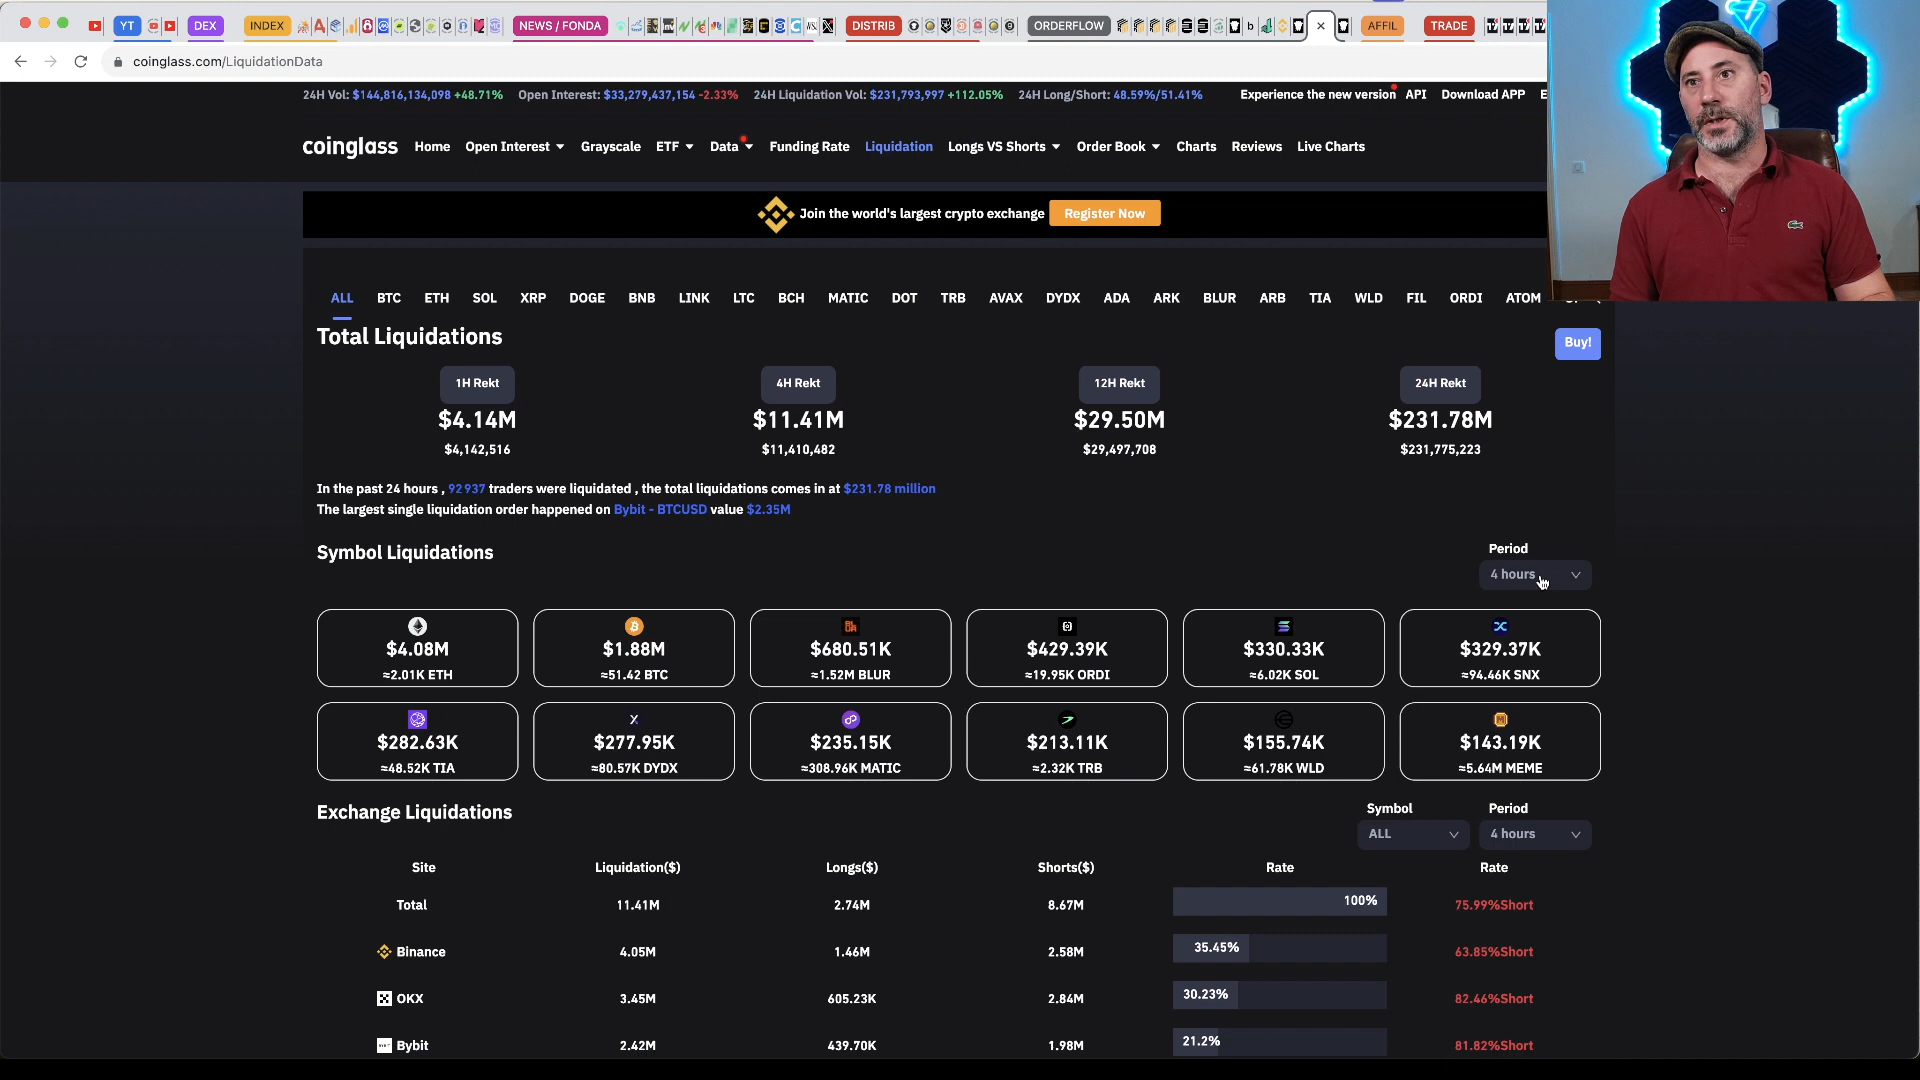 YT
DEX
INDEX
NEWS / FONDA
DISTRIB
ORDERFLOW
AFFIL
TRADE
coinglass.com/LiquidationData
24H Vol: $144,816,134,098 +48.71% Open Interest: $33,279,437,154 -2.33% 24H Liquidation Vol: $231,793,997 +112.05% 24H Long/Short: 48.59%/51.41% Experience the new version API Download APP E
coinglass Home Open Interest Grayscale ETF Data Funding Rate Liquidation Longs VS Shorts Order Book Charts Reviews Live Charts
Join the world's largest crypto exchange Register Now
ALL BTC ETH SOL XRP DOGE BNB LINK LTC BCH MATIC DOT TRB AVAX DYDX ADA ARK BLUR ARB TIA WLD FIL ORDI ATOM
Total Liquidations
Buy!
1H Rekt 4H Rekt 12H Rekt 24H Rekt
$4.14M $11.41M $29.50M $231.78M
$4,142,516 $11,410,482 $29,497,708 $231,775,223
In the past 24 hours , 92 937 traders were liquidated , the total liquidations comes in at $231.78 million
The largest single liquidation order happened on Bybit - BTCUSD value $2.35M
Symbol Liquidations
Period
4 hours
$4.08M $1.88M $680.51K $429.39K $330.33K $329.37K
≈2.01K ETH ≈51.42 BTC ≈1.52M BLUR ≈19.95K ORDI ≈6.02K SOL ≈94.46K SNX
$282.63K $277.95K $235.15K $213.11K $155.74K $143.19K
≈48.52K TIA ≈80.57K DYDX ≈308.96K MATIC ≈2.32K TRB ≈61.78K WLD ≈5.64M MEME
Exchange Liquidations
Symbol Period
ALL 4 hours
Site Liquidation($) Longs($) Shorts($) Rate Rate
Total 11.41M 2.74M 8.67M 100% 75.99%Short
Binance 4.05M 1.46M 2.58M 35.45% 63.85%Short
OKX 3.45M 605.23K 2.84M 30.23% 82.46%Short
Bybit 2.42M 439.70K 1.98M 21.2% 81.82%Short